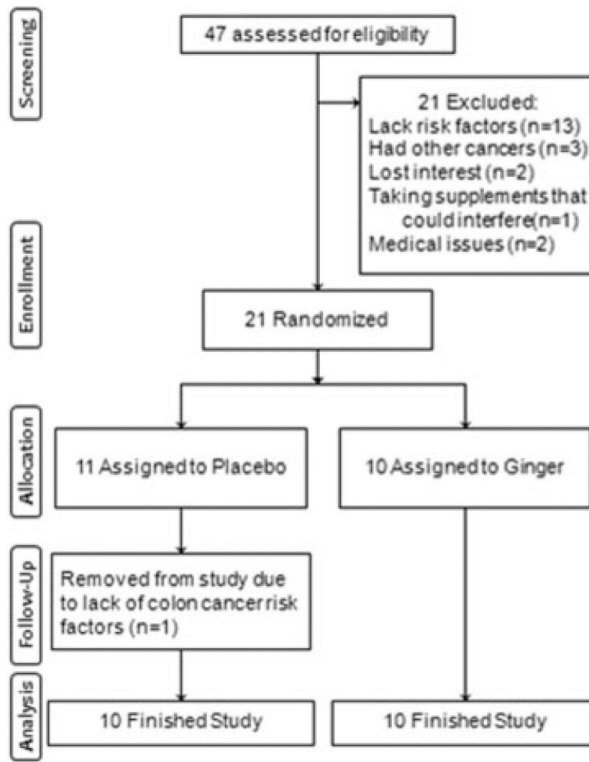 Screening
47 assessed for eligibility
21 Excluded:
Lack risk factors (n=13)
Had other cancers (n=3)
Lost interest (n=2)
Taking supplements that
could interfere(n=1)
Medical issues (n=2)
Enrollment
21 Randomized
Allocation
11 Assigned to Placebo
10 Assigned to Ginger
Follow-Up
Removed from study due
to lack of colon cancer risk
factors (n=1)
Analysis
10 Finished Study
10 Finished Study